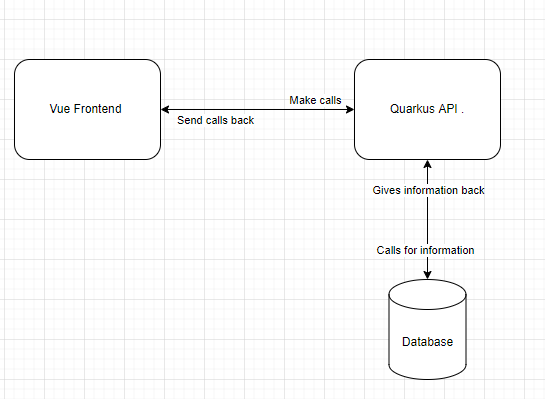 Vue Frontend
Make calls
Send calls back
Quarkus API .
Gives information back
Calls for information
Database